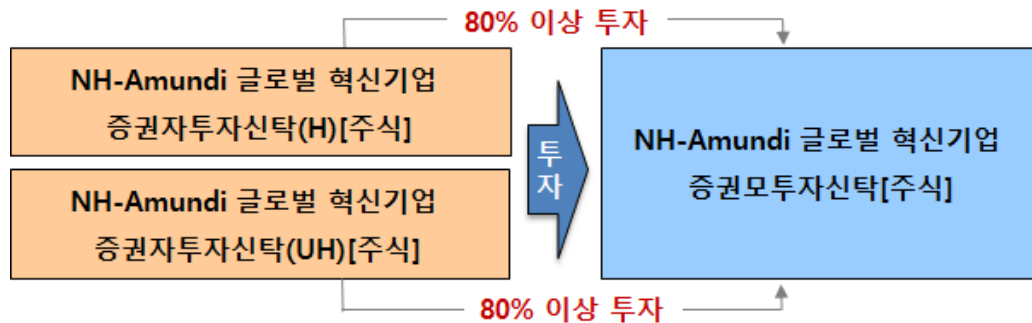 80% 이상 투자
NH-Amundi 글로벌 혁신기업
증권자투자신탁(H)[주식]
NH-Amundi 글로벌 혁신기업
증권자투자신탁(UH)[주식]
투
자
NH-Amundi 글로벌 혁신기업
증권모투자신탁[주식]
80% 이상 투자